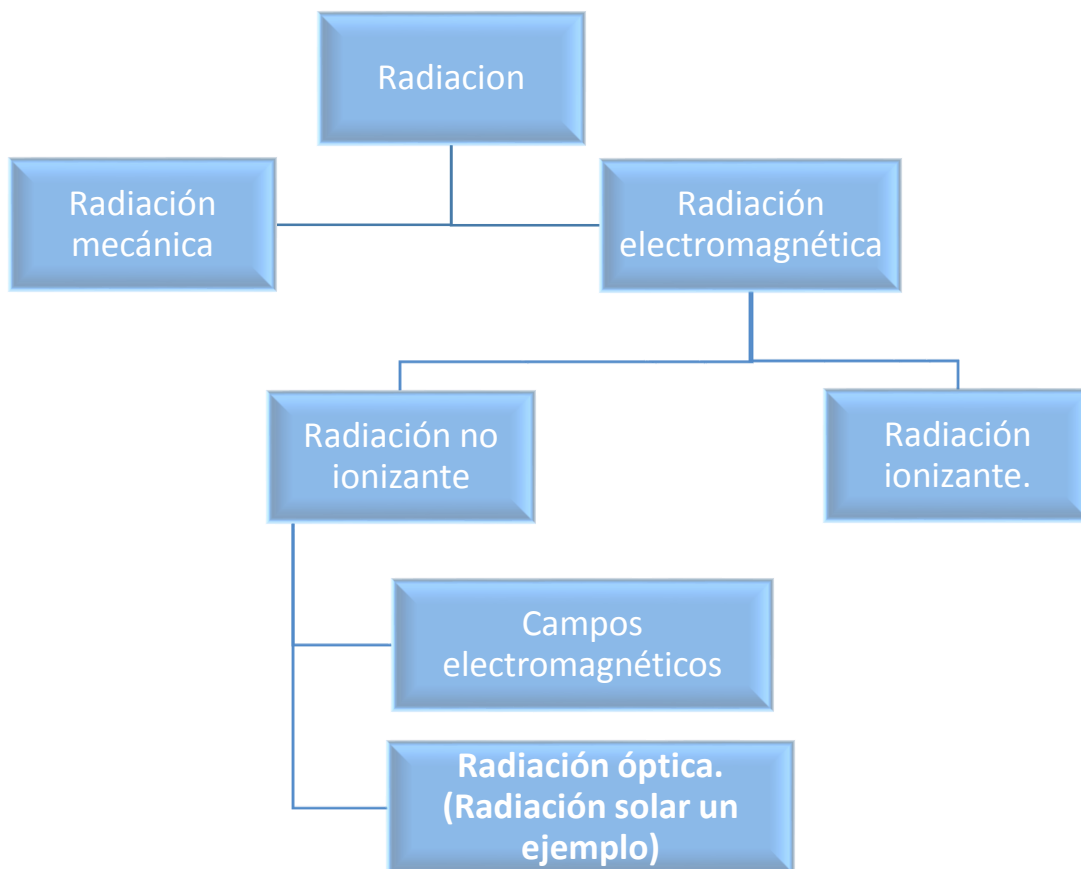 Radiacion
Radiación
mecánica
Radiación
electromagnética
Radiación no
ionizante
Radiación
ionizante.
Campos
electromagnéticos
Radiación óptica.
(Radiación solar un
ejemplo)